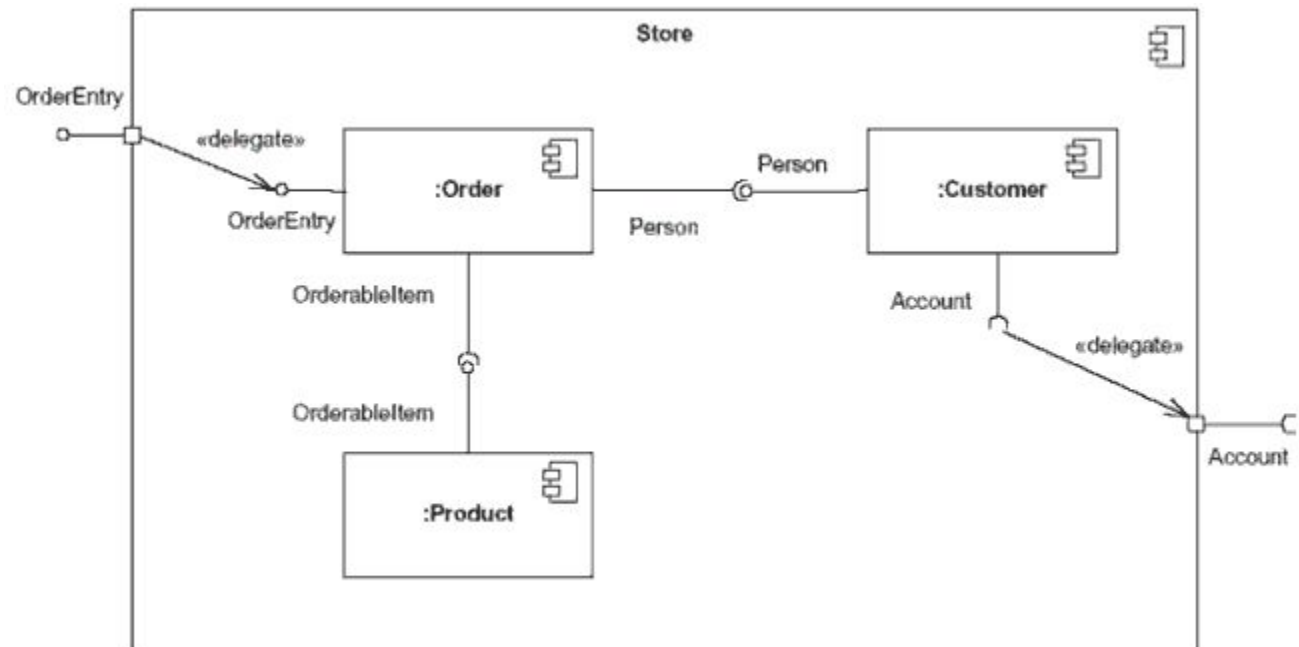 Store
OrderEntry
«delegate»
:Order
Person
:Customer
OrderEntry
Person
OrderableItem
Account
«delegate»
OrderableItem
Account
:Product